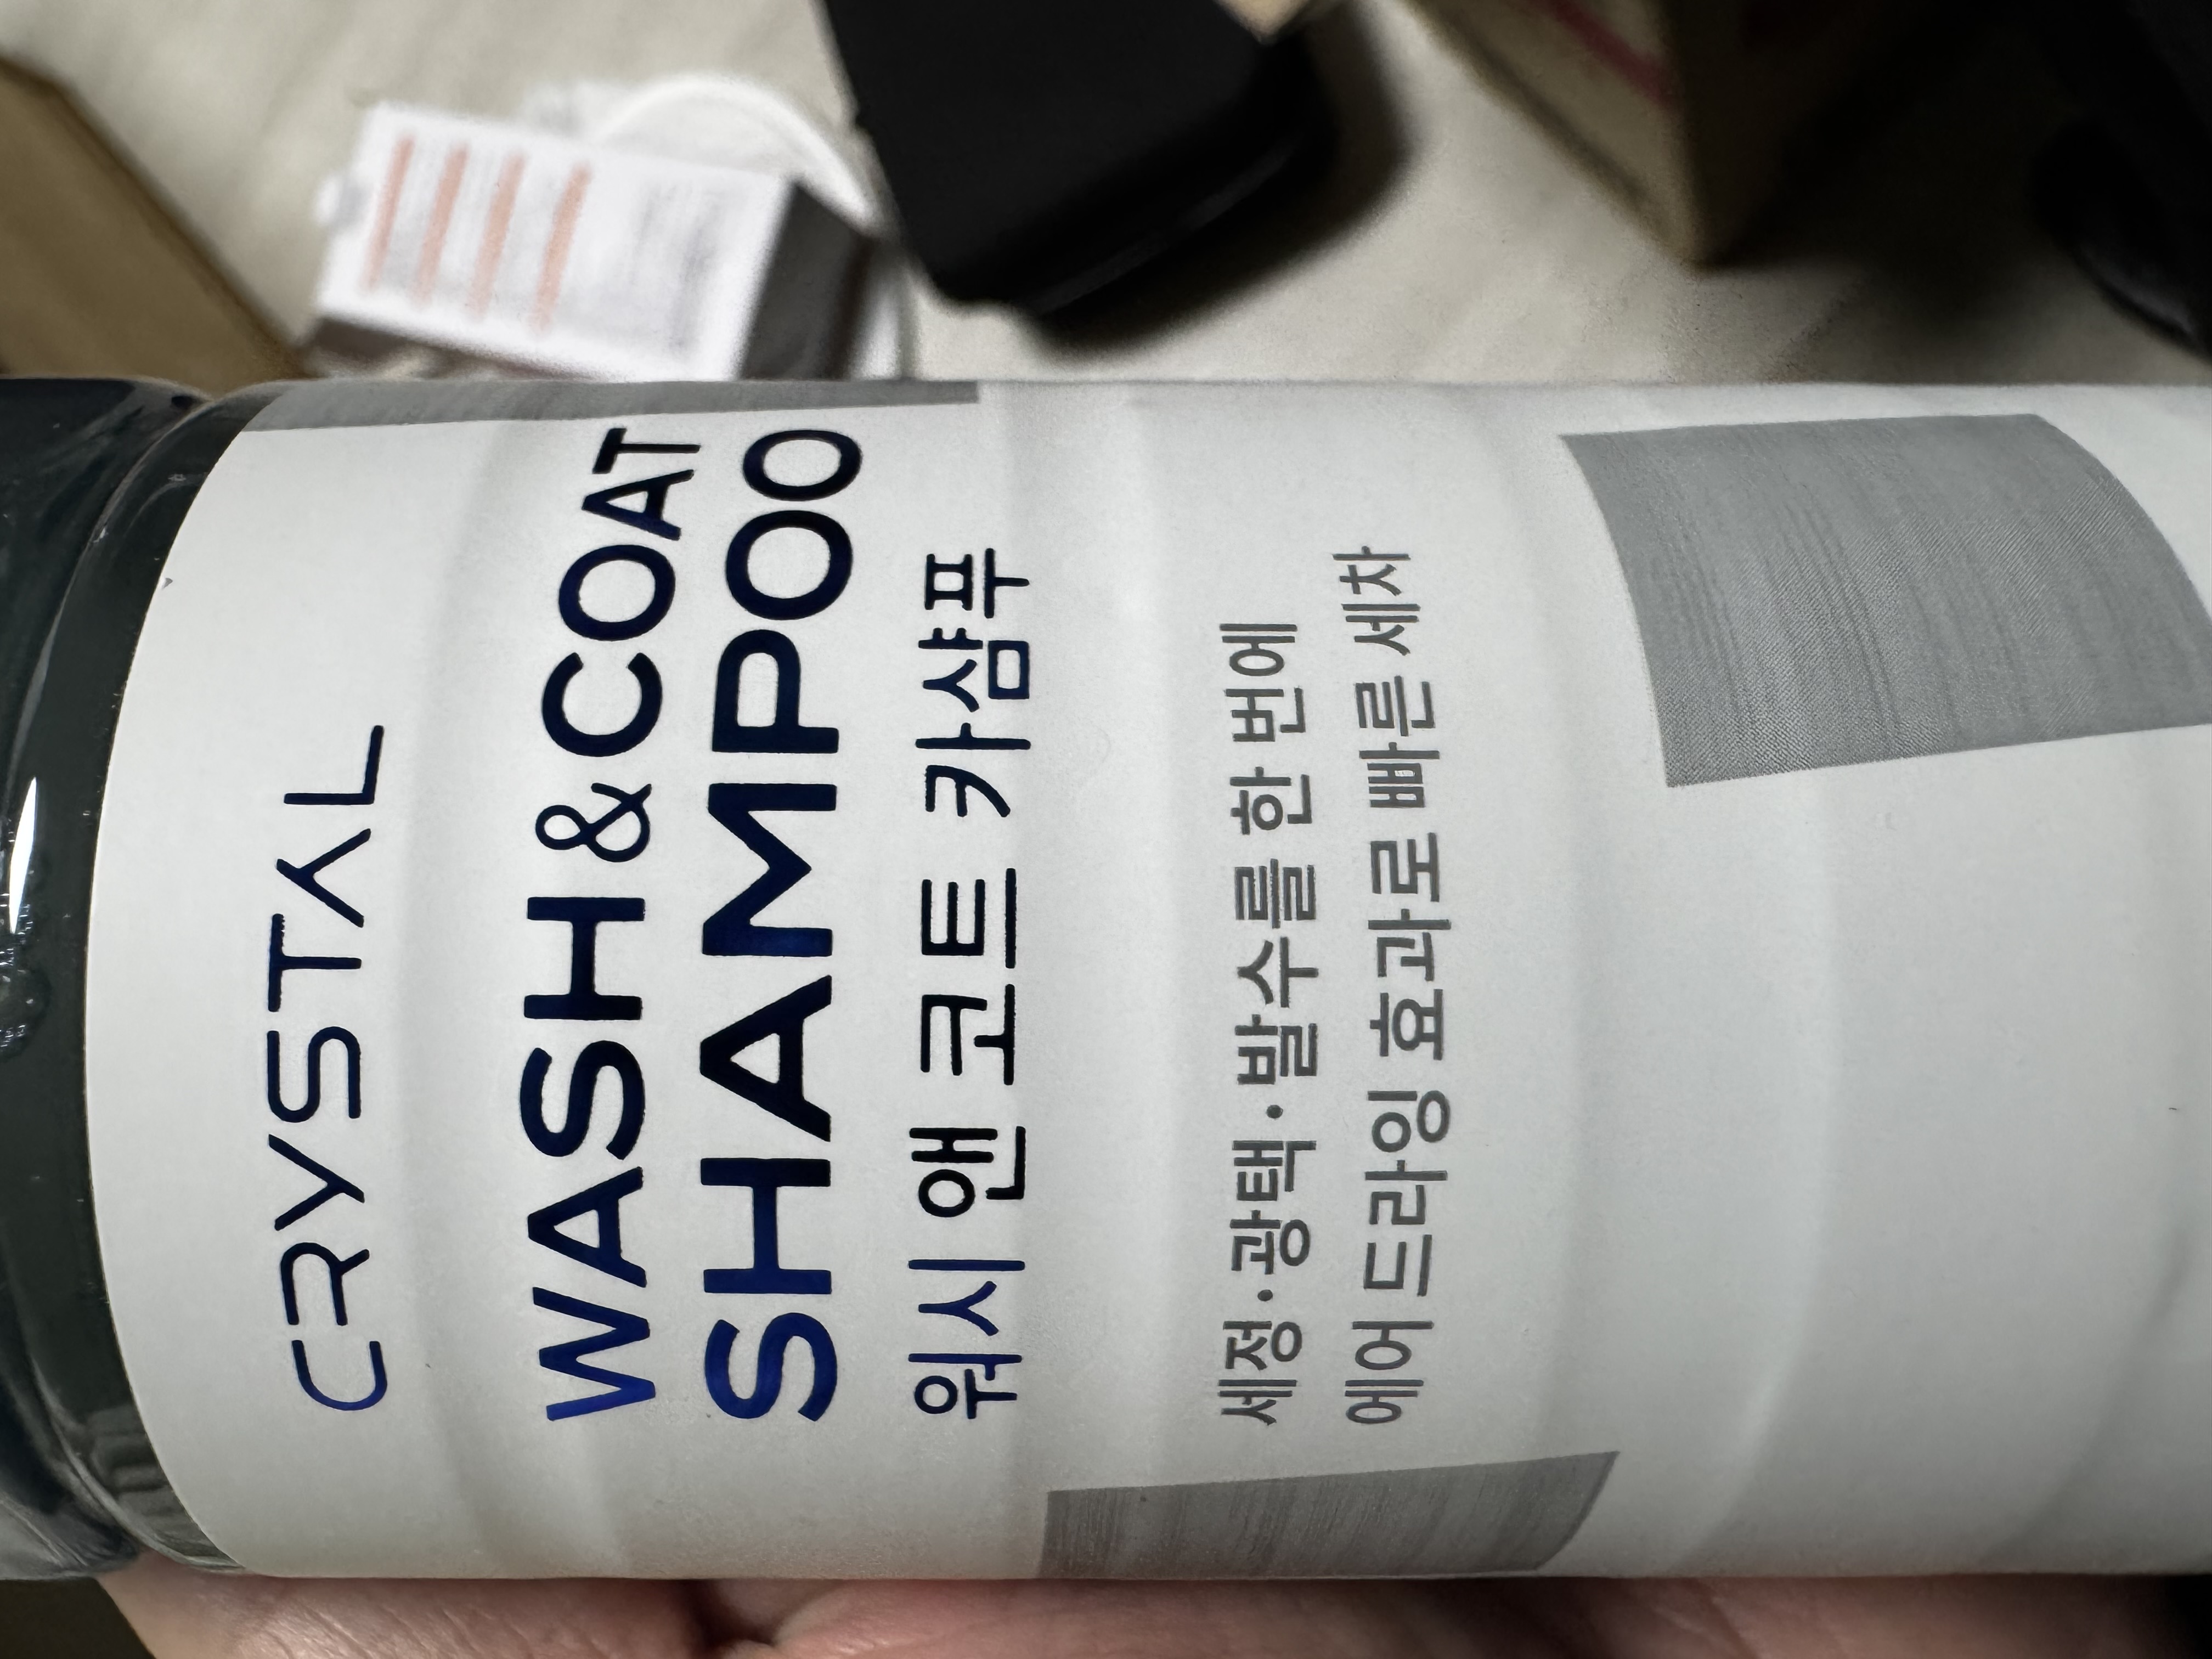 CRYSTAL
WASH & COAT
SHAMPOO
워시 앤 코트 카샴푸
세정·광택·발수를 한 번에
에어 드라잉 효과로 빠른 세차